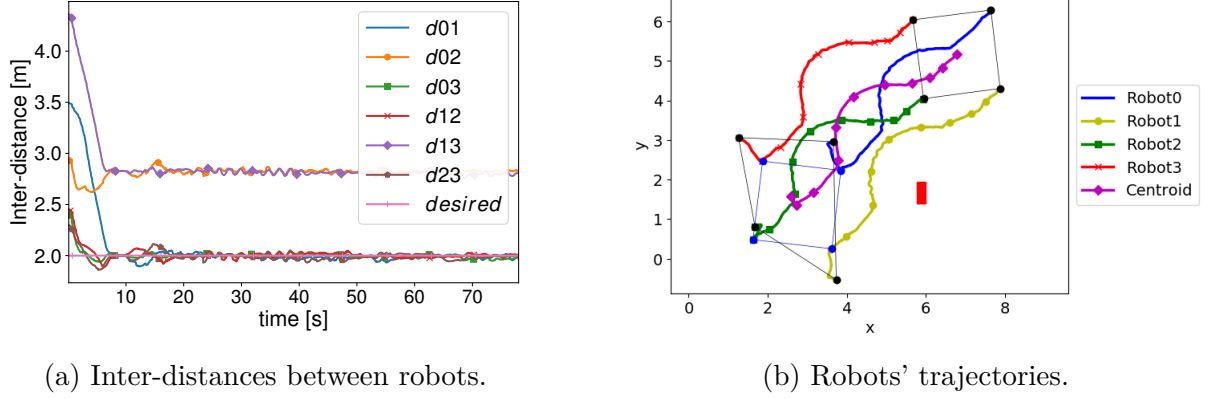 Inter-distance [m]
4.0
3.5
3.0
2.5
2.0
10 20 30 40 50 60 70
time [s]
d01
d02
d03
d12
d13
d23
desired
y
6
5
4
3
2
1
0
0 2 4 6 8
x
Robot0
Robot1
Robot2
Robot3
Centroid
(a) Inter-distances between robots.
(b) Robots' trajectories.